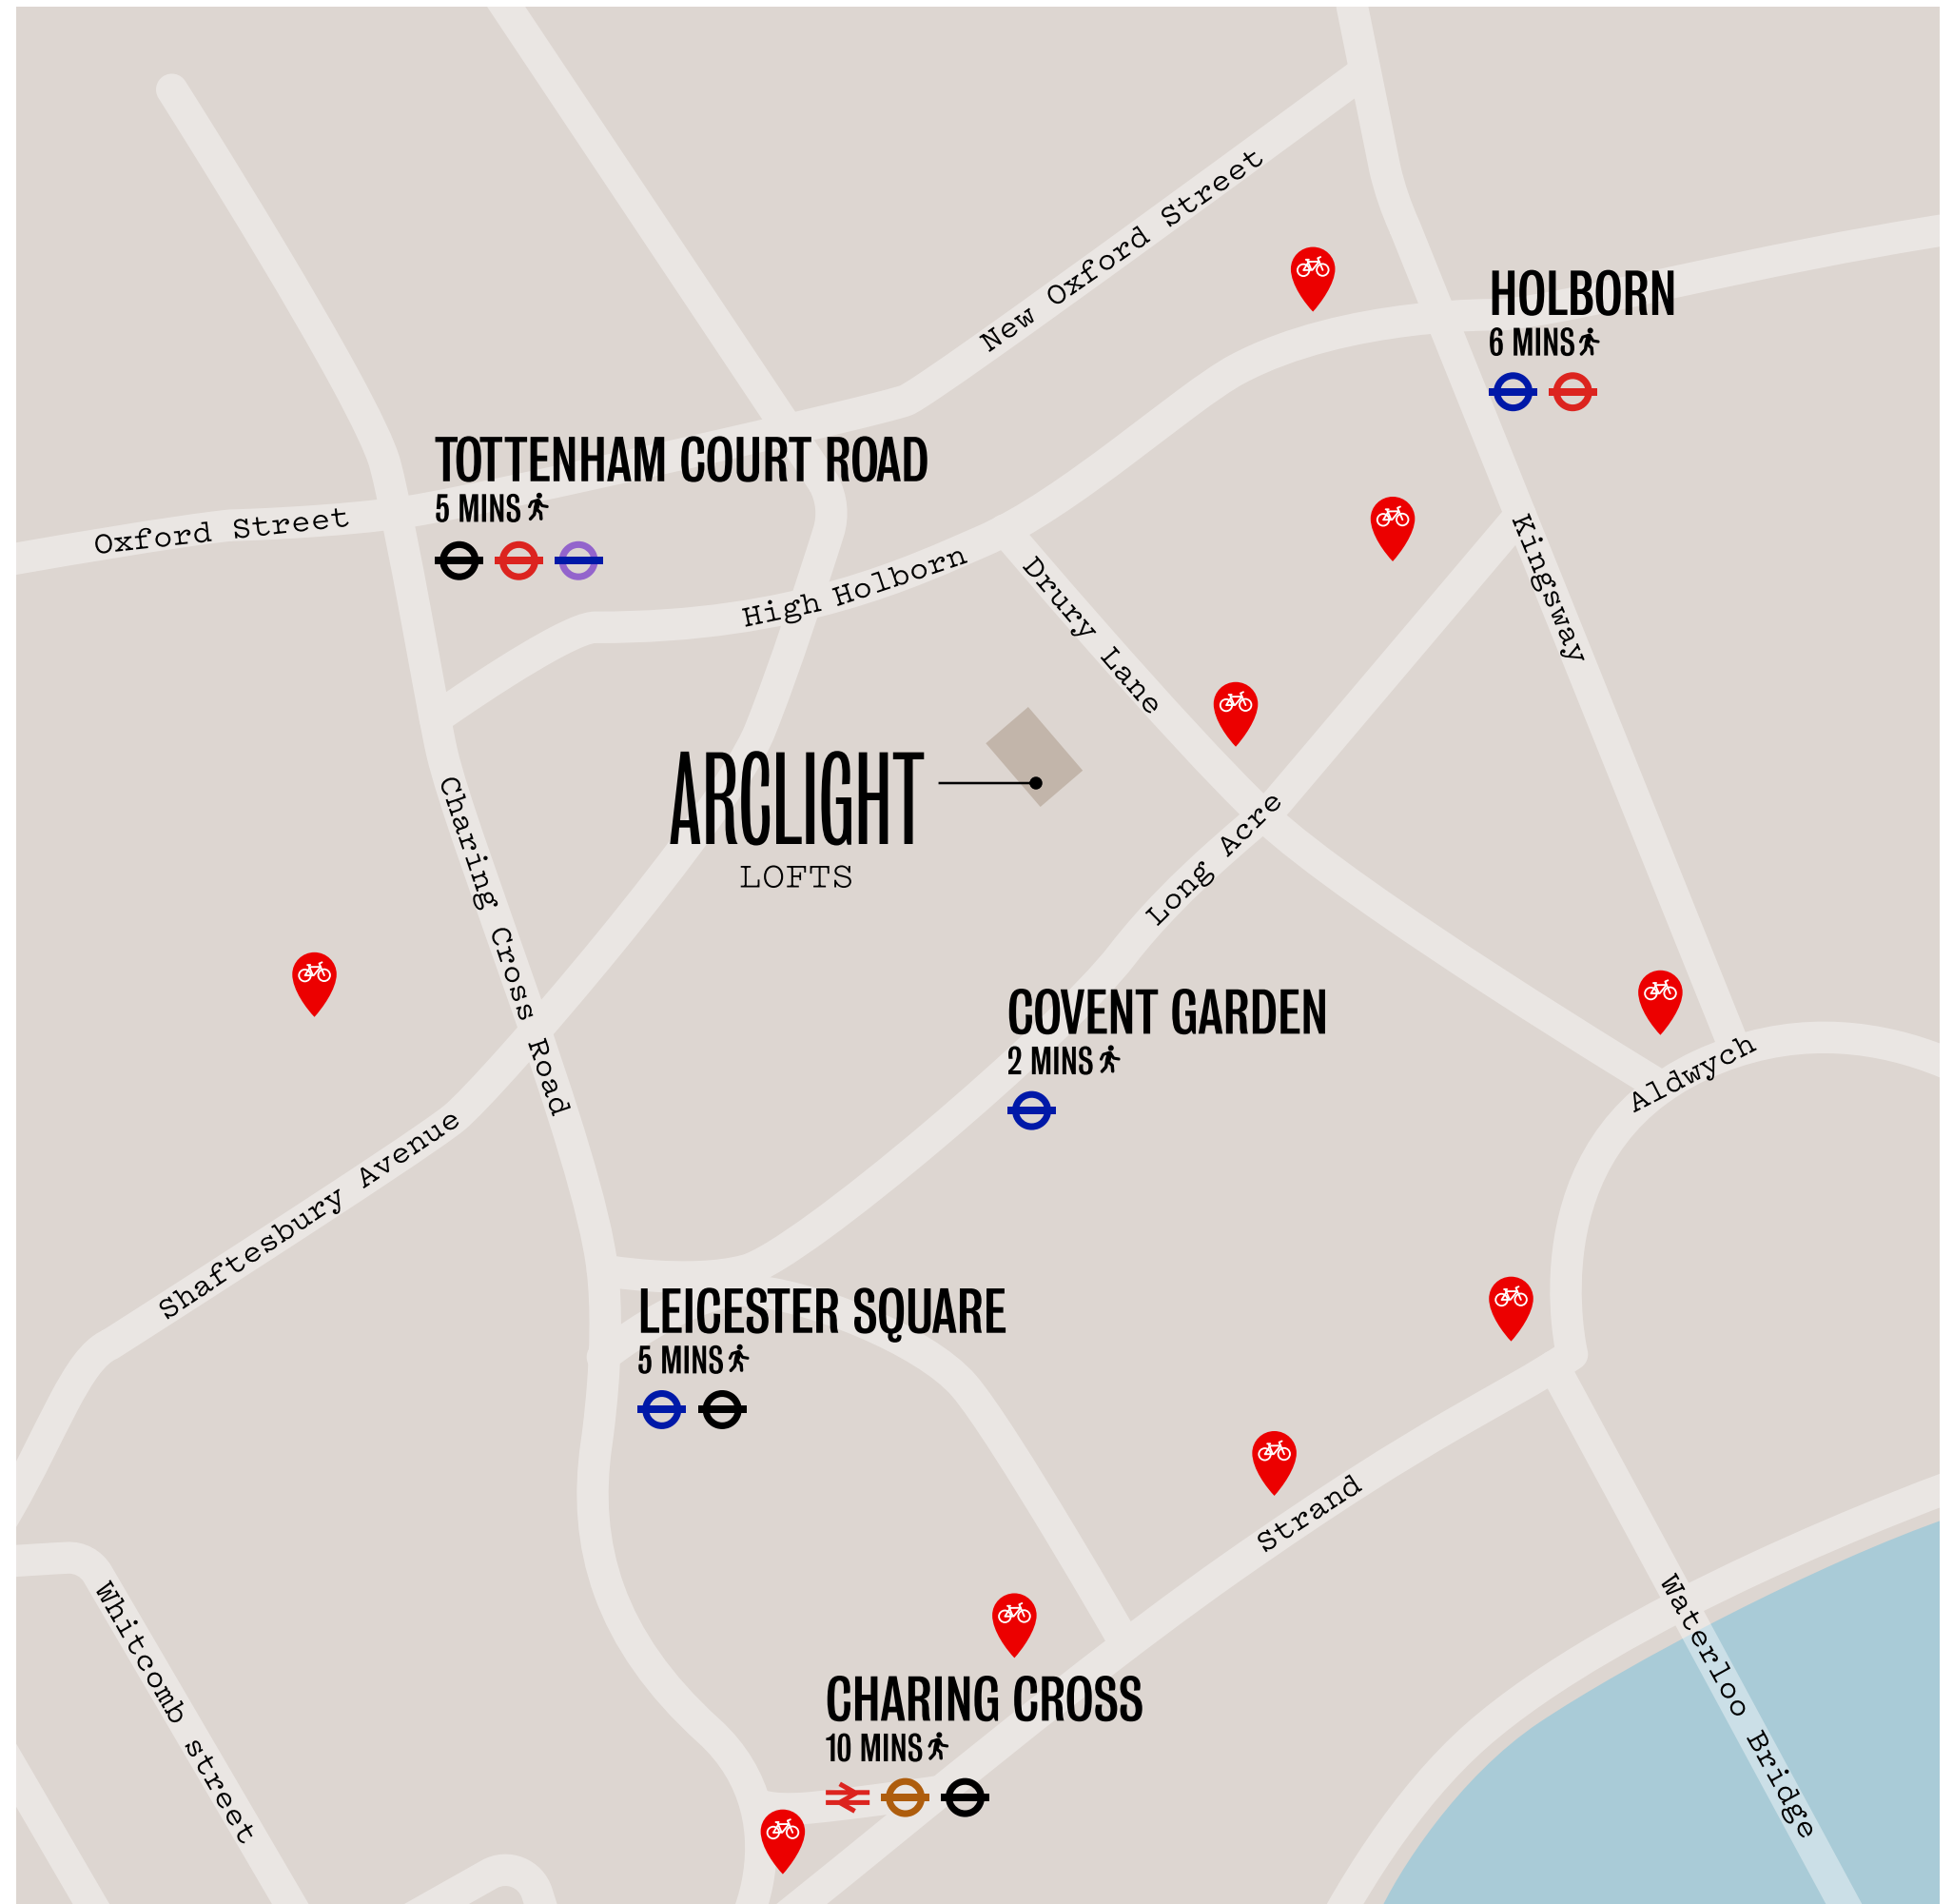 New Oxford Street
HOLBORN
6 MINS
TOTTENHAM COURT ROAD
5 MINS
Oxford Street
High Holborn
Drury Lane
Kingsway
ARCLIGHT
LOFTS
Charing Cross Road
Long Acre
COVENT GARDEN
2 MINS
Aldwych
Shaftesbury Avenue
LEICESTER SQUARE
5 MINS
Strand
Whitcomb street
Waterloo Bridge
CHARING CROSS
10 MINS